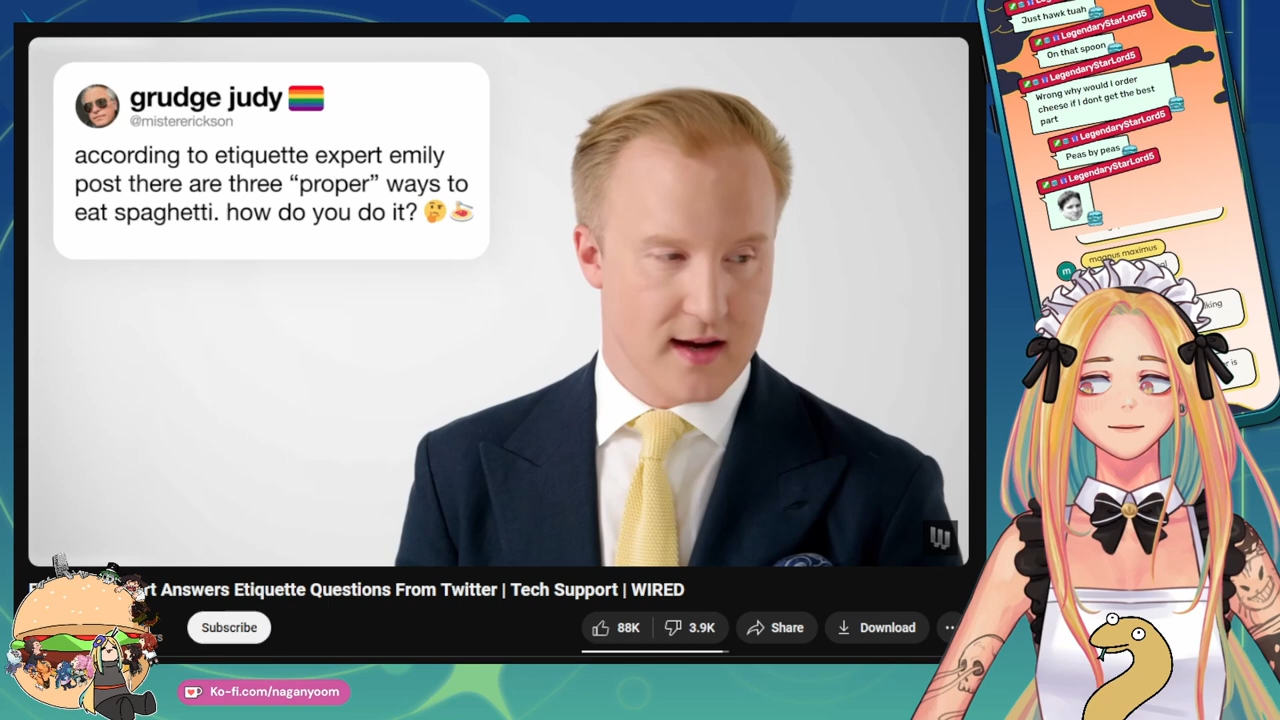 grudge judy
@mistererickson
according to etiquette expert emily
post there are three “proper” ways to
eat spaghetti. how do you do it?
Answers Etiquette Questions From Twitter | Tech Support | WIRED
Subscribe
88K
3.9K
Share
Download
Ko-fi.com/naganyoom
Just hawk tuah
LegendaryStarLord5
On that spoon
LegendaryStarLord5
Wrong why would I order
cheese if I dont get the best
part
LegendaryStarLord5
Peas by peas
LegendaryStarLord5
magnus maximus
m